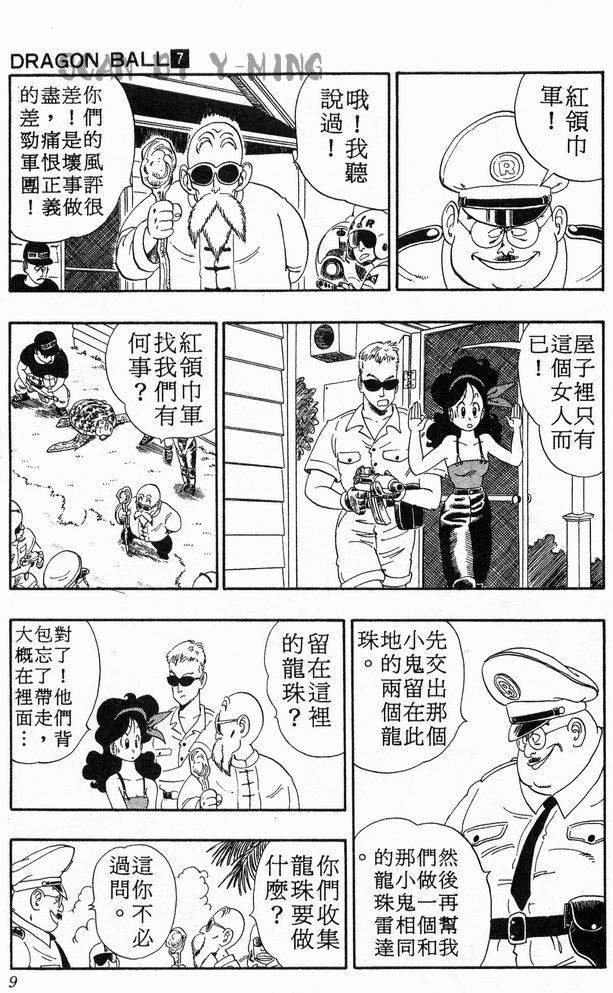 DRAGON BALL 7
SCAN BY Y-NING
紅領巾
軍！
R
哦！我聽
說過！
R
你們的風評很
差！是壞事做
盡，痛恨正義
的差勁軍團！
屋子裡只有
這個女人而
已！
紅領巾軍
找我們有
何事？
先交出那個
小鬼留在此
地的兩個龍
珠。
R
然後再幫我
們做一個和
那小鬼相同
的龍珠雷達
留在這裡
的龍珠？
對了！他們背
包忘了帶走，
大概在裡面…
你們收集
龍珠要做
什麼？
這你不必
過問。
9